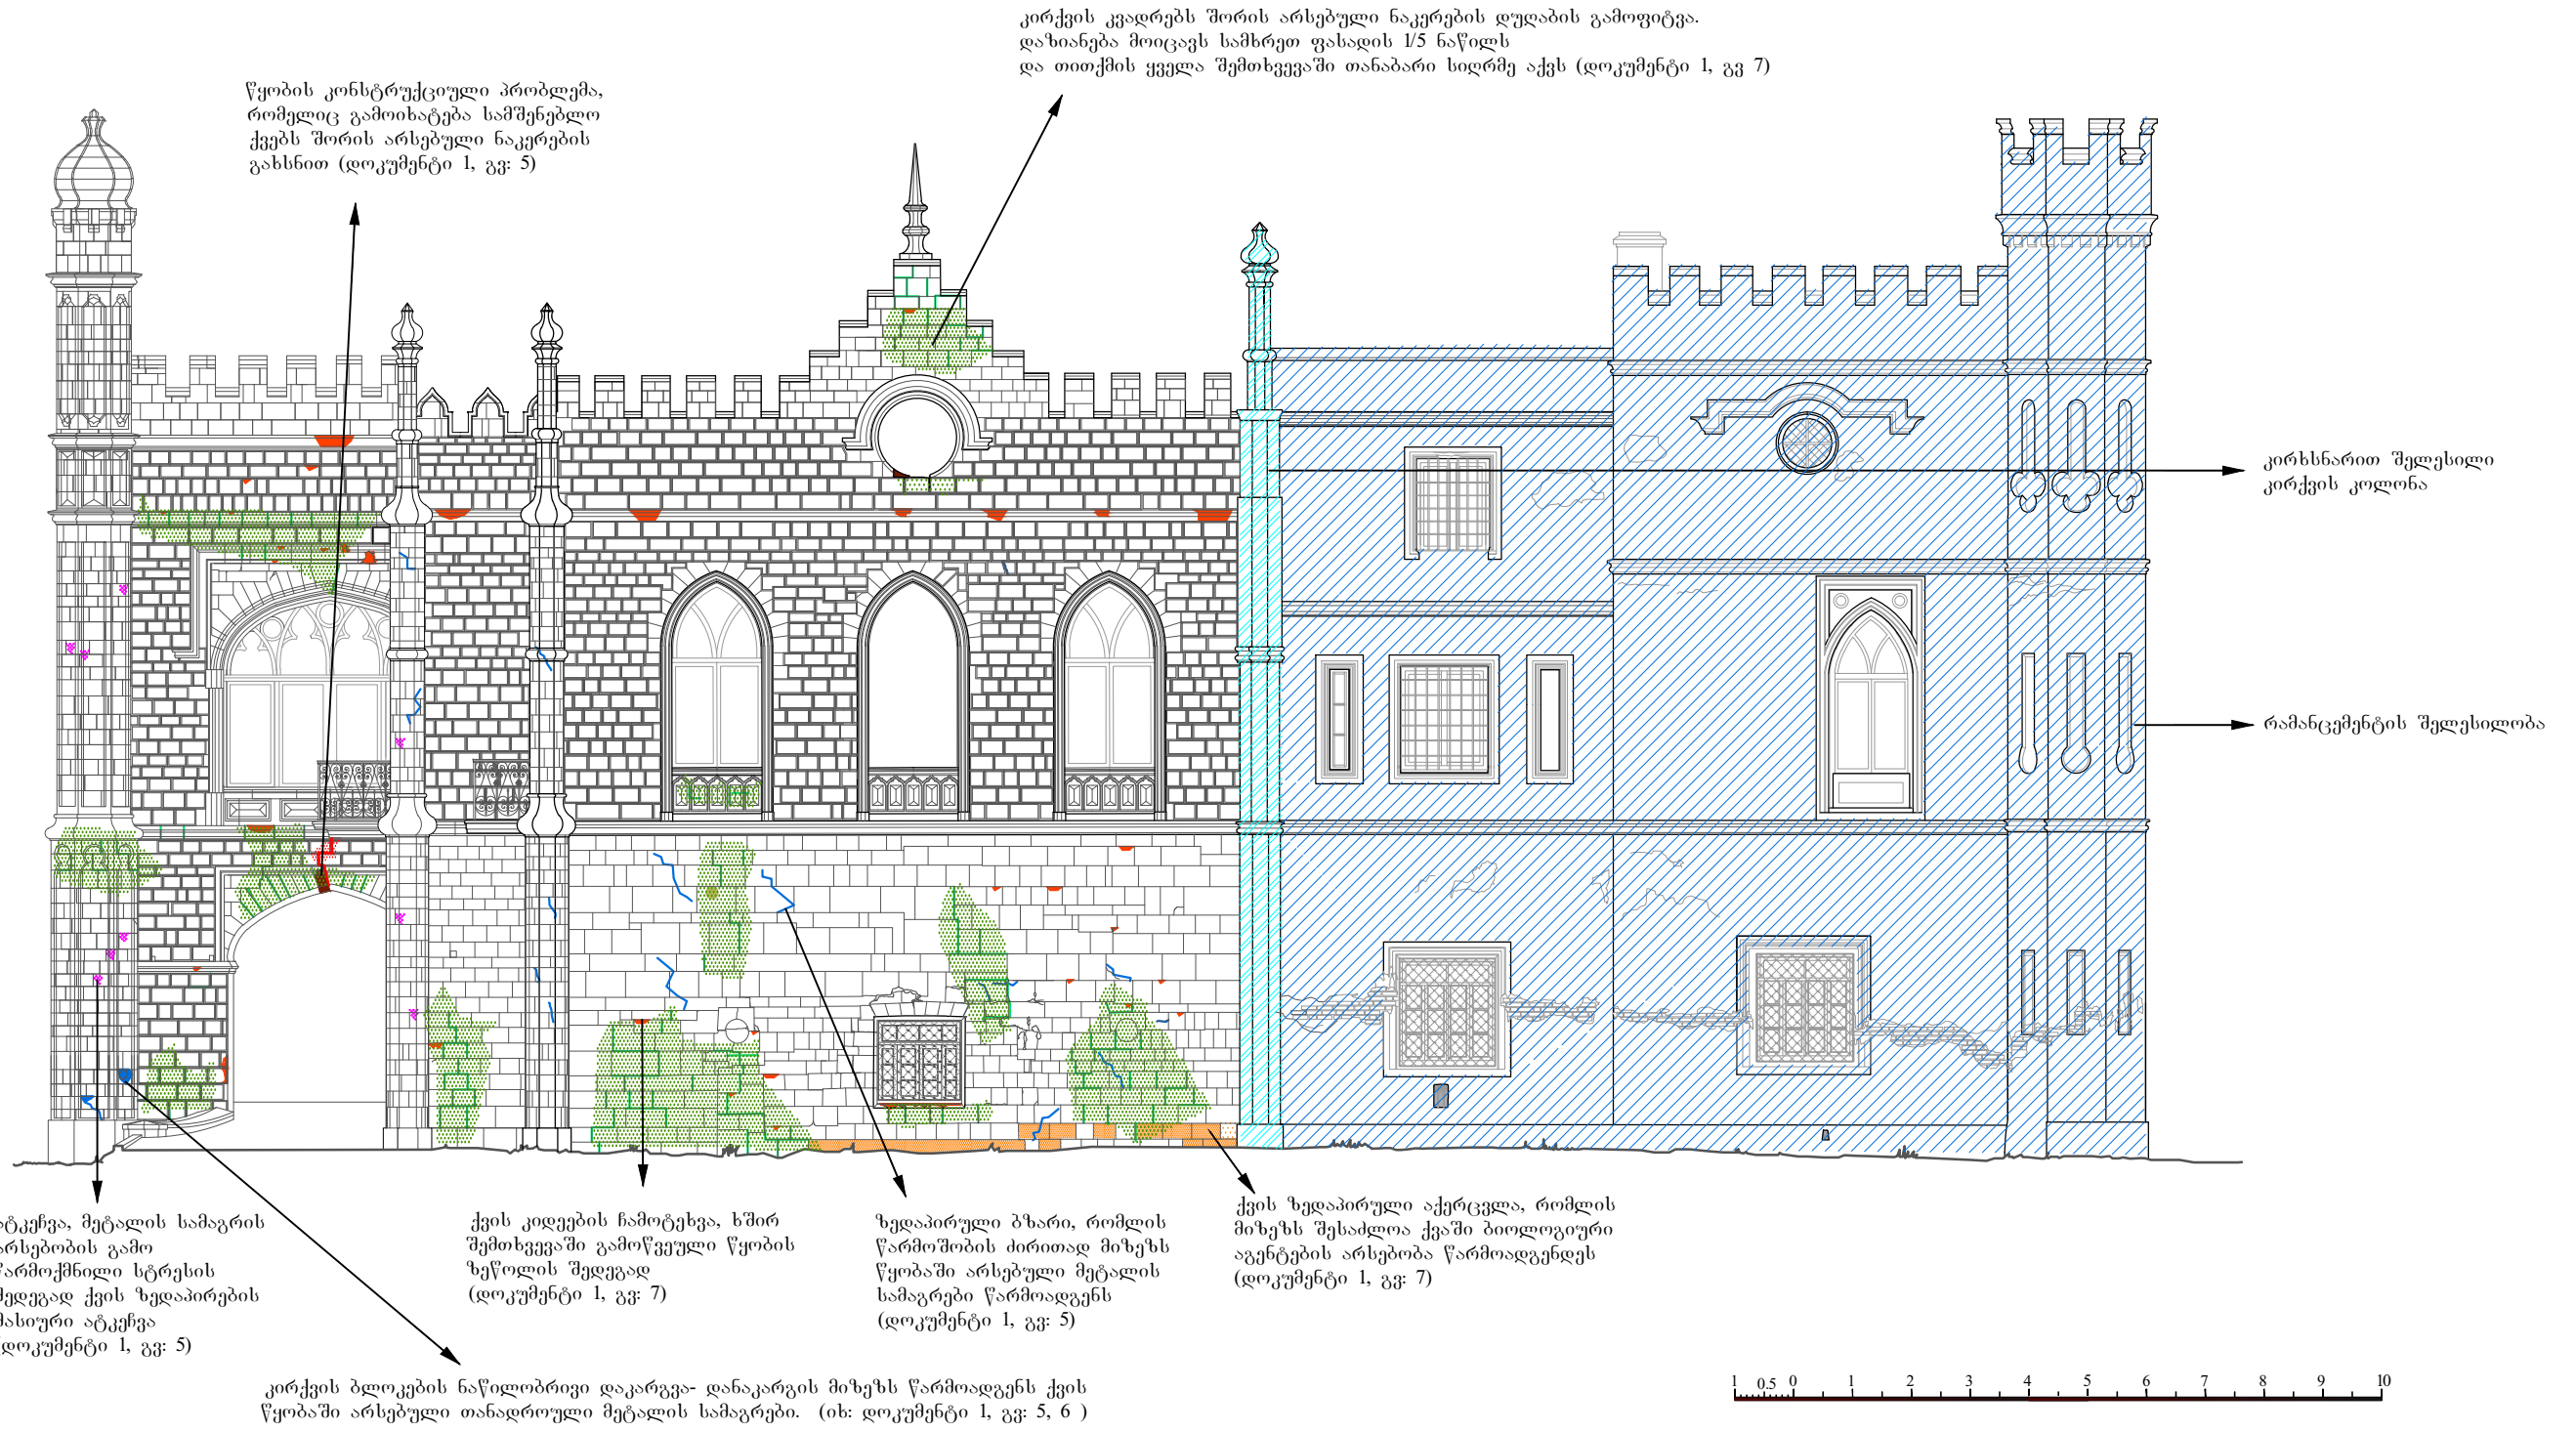 კირქვის კვადრებს შორის არსებული ნაკერების დუღაბის გამოფიტვა.
დაზიანება მოიცავს სამხრეთ ფასადის 1/5 ნაწილს
და თითქმის ყველა შემთხვევაში თანაბარი სიღრმე აქვს (დოკუმენტი 1, გვ 7)
წყობის კონსტრუქციული პრობლემა,
რომელიც გამოიხატება სამშენებლო
ქვებს შორის არსებული ნაკერების
გახსნით (დოკუმენტი 1, გვ: 5)
კირხსნარით შელესილი
კირქვის კოლონა
რამანცემენტის შელესილობა
ატკეჩვა, მეტალის სამაგრის
არსებობის გამო
წარმოქმნილი სტრესის
შედეგად ქვის ზედაპირების
მასიური ატკეჩვა
(დოკუმენტი 1, გვ: 5)
ქვის კიდეების ჩამოტეხვა, ხშირ
შემთხვევაში გამოწვეული წყობის
ზეწოლის შედეგად
(დოკუმენტი 1, გვ: 7)
ზედაპირული ბზარი, რომლის
წარმოშობის ძირითად მიზეზს
წყობაში არსებული მეტალის
სამაგრები წარმოადგენს
(დოკუმენტი 1, გვ: 5)
ქვის ზედაპირული აქერცვლა, რომლის
მიზეზს შესაძლოა ქვაში ბიოლოგიური
აგენტების არსებობა წარმოადგენდეს
(დოკუმენტი 1, გვ: 7)
კირქვის ბლოკების ნაწილობრივი დაკარგვა- დანაკარგის მიზეზს წარმოადგენს ქვის
წყობაში არსებული თანადროული მეტალის სამაგრები. (იხ: დოკუმენტი 1, გვ: 5, 6 )
1 0.5 0 1 2 3 4 5 6 7 8 9 10